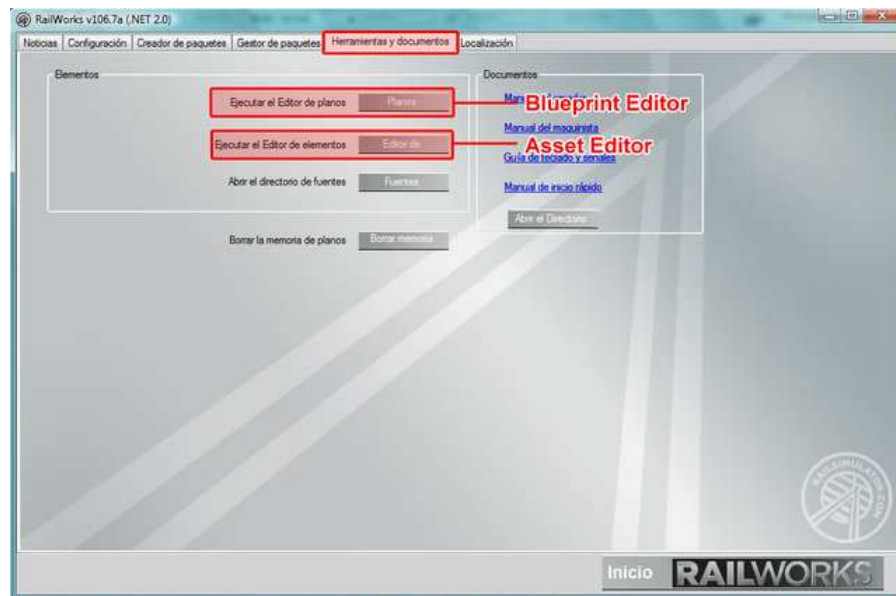 RailWorks v106.7a (.NET 2.0)
Noticias Configuración Creador de paquetes Gestor de paquetes Herramientas y documentos Localización
Elementos
Ejecutar el Editor de planos Planos
Ejecutar el Editor de elementos Editor de
Abrir el directorio de fuentes Fuentes
Borrar la memoria de planos Borrar memoria
Documentos
Blueprint Editor
Manual del maquinista
Asset Editor
Guía de teclado y señales
Manual de inicio rápido
Abrir el Directorio
RAILSIMULATOR.COM
Inicio RAILWORKS